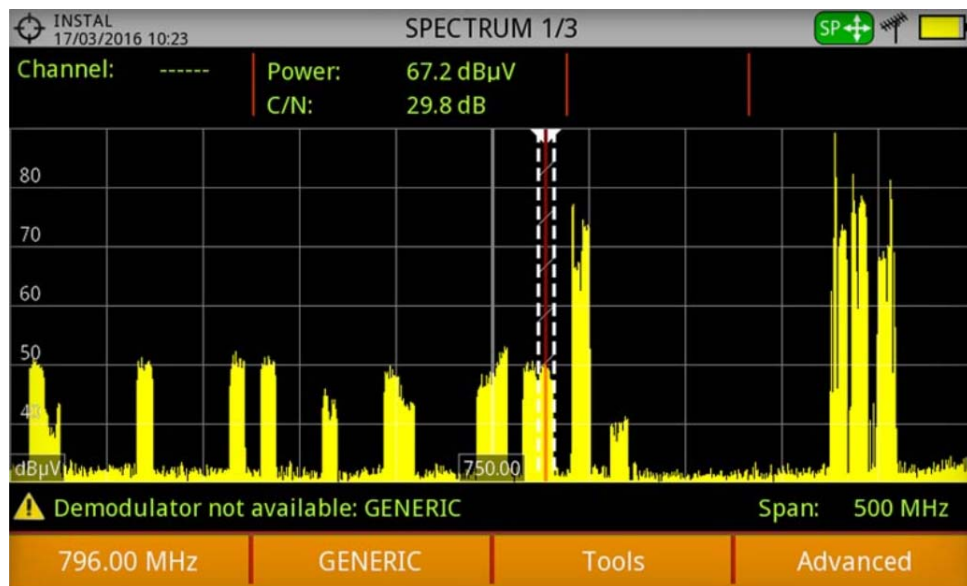 INSTAL
17/03/2016 10:23
SPECTRUM 1/3
SP
Channel: ------
Power: 67.2 dBµV
C/N: 29.8 dB
80
70
60
50
40
dBµV
750.00
Demodulator not available: GENERIC
Span: 500 MHz
796.00 MHz
GENERIC
Tools
Advanced